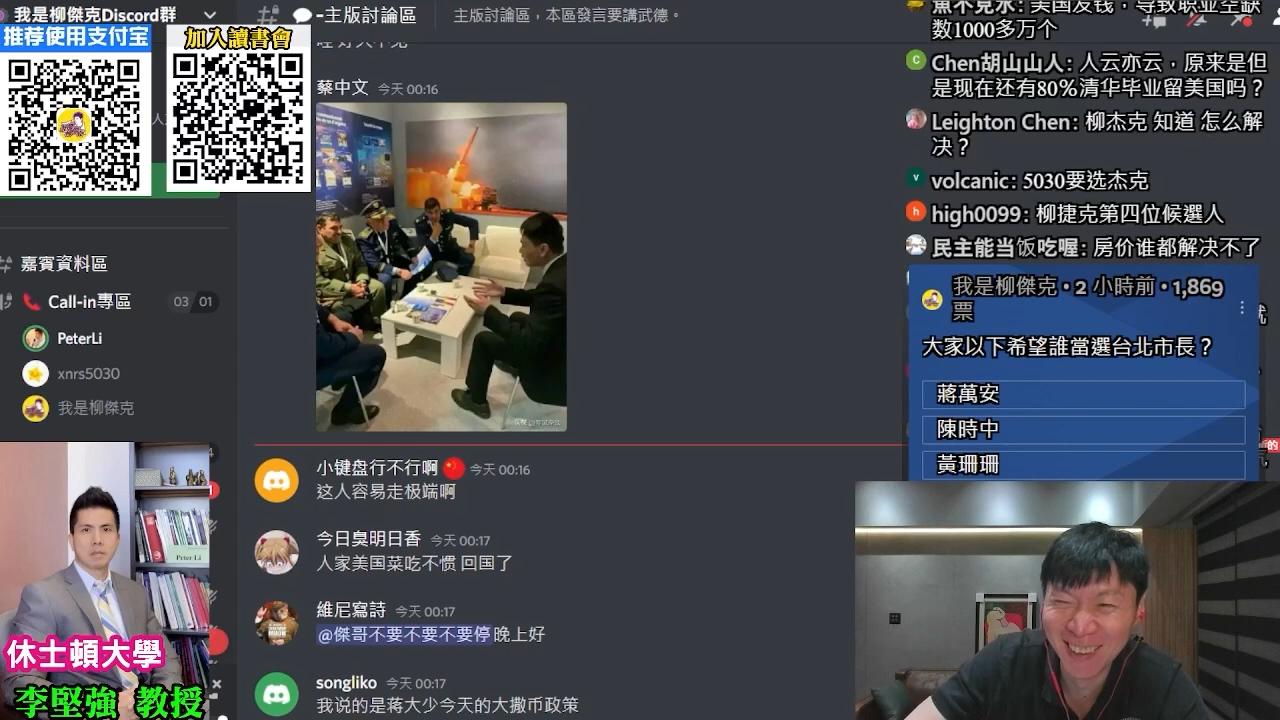 我是柳傑克Discord群
推荐使用支付宝
加入讀書會
嘉賓資料區
Call-in專區
03 01
PeterLi
xnrs5030
我是柳傑克
Peter Li
休士頓大學
李堅強 教授
-主版討論區
主版討論區，本區發言要講武德。
蔡中文 今天 00:16
小键盘行不行啊 今天 00:16
这人容易走极端啊
今日臭明日香 今天 00:17
人家美国菜吃不惯 回国了
維尼寫詩 今天 00:17
@傑哥不要不要不要停 晚上好
songliko 今天 00:17
我说的是蒋大少今天的大撒币政策
魚不見水: 美国发钱，导致职业空缺
数1000多万个
Chen胡山山人: 人云亦云，原来是但
是现在还有80%清华毕业留美国吗？
Leighton Chen: 柳杰克 知道 怎么解
决？
volcanic: 5030要选杰克
high0099: 柳捷克第四位候選人
民主能当饭吃喔: 房价谁都解决不了
我是柳傑克 • 2 小時前 • 1,869
票
大家以下希望誰當選台北市長？
蔣萬安
陳時中
黃珊珊